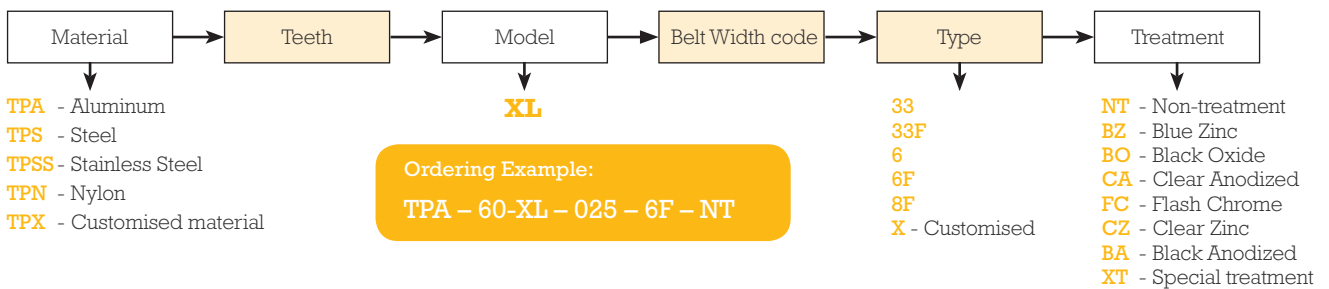 Material
Teeth
Model
Belt Width code
Type
Treatment
TPA - Aluminum
TPS - Steel
TPSS - Stainless Steel
TPN - Nylon
TPX - Customised material
XL
Ordering Example:
TPA – 60-XL – 025 – 6F – NT
33
33F
6
6F
8F
X - Customised
NT - Non-treatment
BZ - Blue Zinc
BO - Black Oxide
CA - Clear Anodized
FC - Flash Chrome
CZ - Clear Zinc
BA - Black Anodized
XT - Special treatment